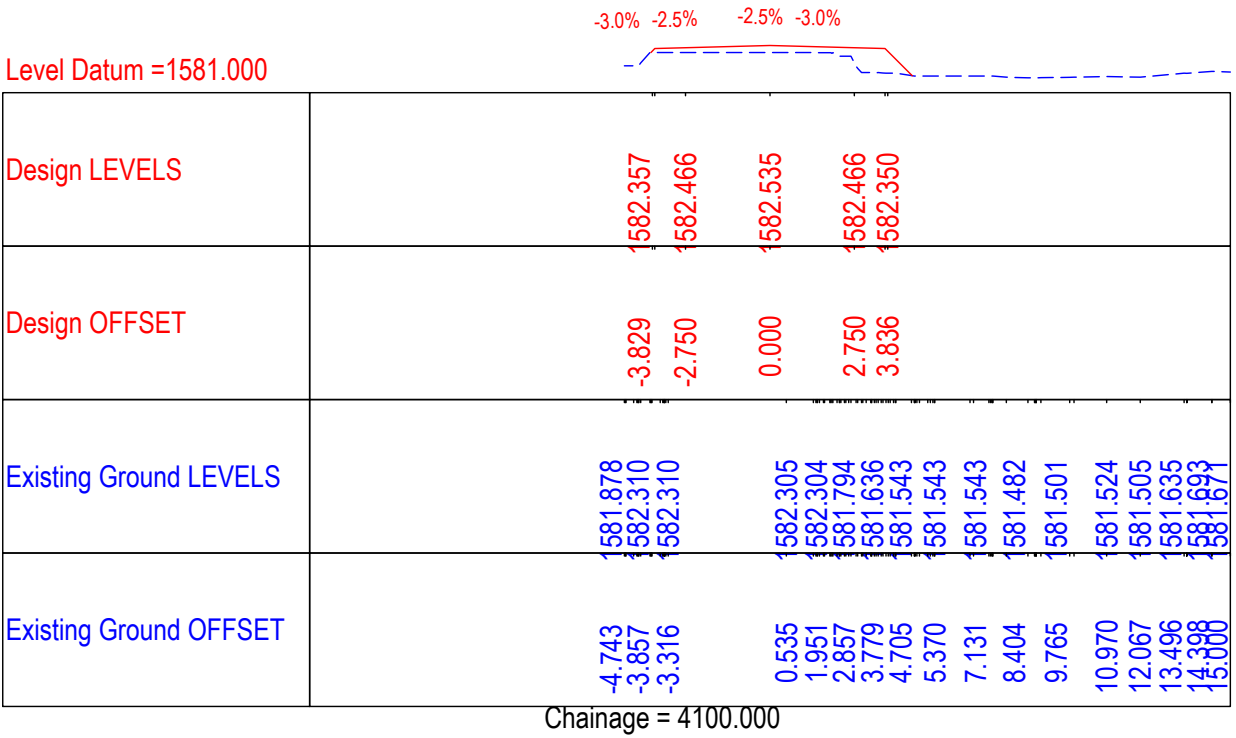 -3.0% -2.5% -2.5% -3.0%
Level Datum =1581.000
Design LEVELS 1582.357 1582.466 1582.535 1582.466 1582.350
Design OFFSET -3.829 -2.750 0.000 2.750 3.836
Existing Ground LEVELS 1581.878 1582.310 1582.310 1582.305 1582.304 1581.794 1581.636 1581.543 1581.543 1581.543 1581.482 1581.501 1581.524 1581.505 1581.635 1581.693 1581.671
Existing Ground OFFSET -4.743 -3.857 -3.316 0.535 1.951 2.857 3.779 4.705 5.370 7.131 8.404 9.765 10.970 12.067 13.496 14.398 15.000
Chainage = 4100.000